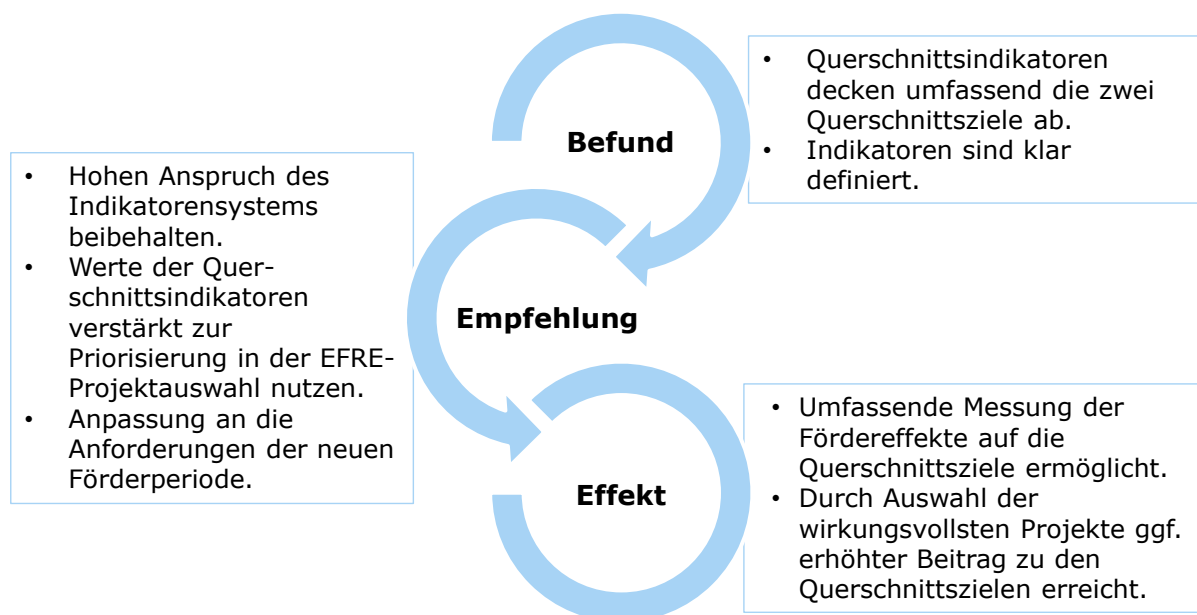 Befund
• Querschnittsindikatoren
decken umfassend die zwei
Querschnittsziele ab.
• Indikatoren sind klar
definiert.
Empfehlung
• Hohen Anspruch des
Indikatorensystems
beibehalten.
• Werte der Quer-
schnittsindikatoren
verstärkt zur
Priorisierung in der EFRE-
Projektauswahl nutzen.
• Anpassung an die
Anforderungen der neuen
Förderperiode.
Effekt
• Umfassende Messung der
Fördereffekte auf die
Querschnittsziele ermöglicht.
• Durch Auswahl der
wirkungsvollsten Projekte ggf.
erhöhter Beitrag zu den
Querschnittszielen erreicht.